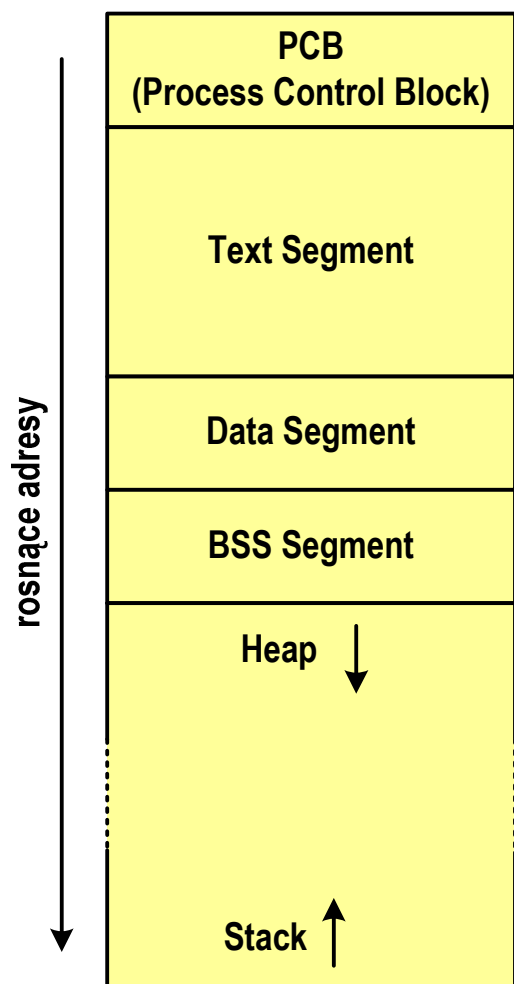 PCB
(Process Control Block)
Text Segment
Data Segment
BSS Segment
Heap
Stack
rosnące adresy